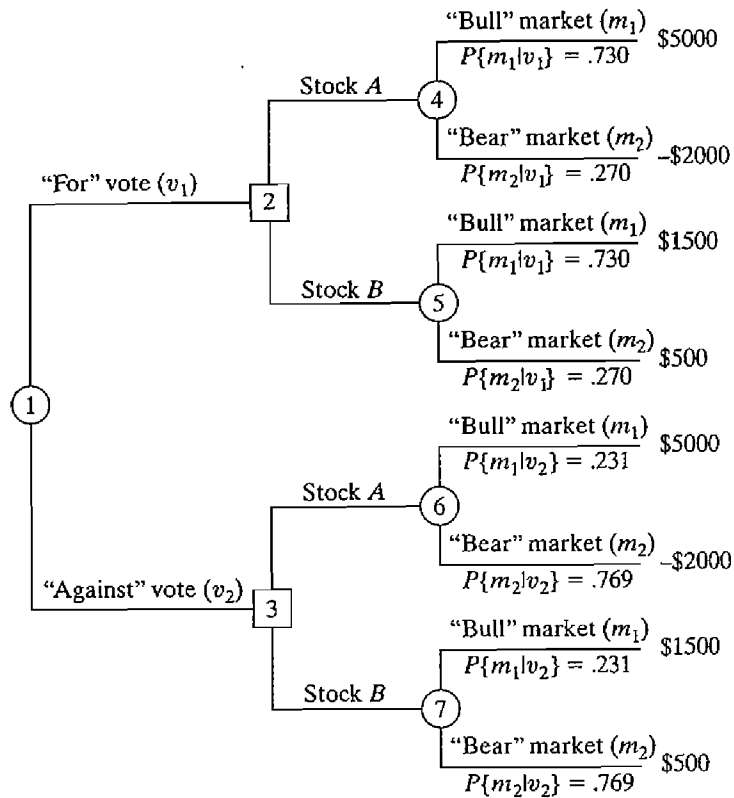 “Bull” market (m₁) $5000
P{m₁|v₁} = .730
Stock A
4
“Bear” market (m₂) –$2000
P{m₂|v₁} = .270
“For” vote (v₁)
2
“Bull” market (m₁) $1500
P{m₁|v₁} = .730
Stock B
5
“Bear” market (m₂) $500
P{m₂|v₁} = .270
1
“Bull” market (m₁) $5000
P{m₁|v₂} = .231
Stock A
6
“Bear” market (m₂) –$2000
P{m₂|v₂} = .769
“Against” vote (v₂)
3
“Bull” market (m₁) $1500
P{m₁|v₂} = .231
Stock B
7
“Bear” market (m₂) $500
P{m₂|v₂} = .769